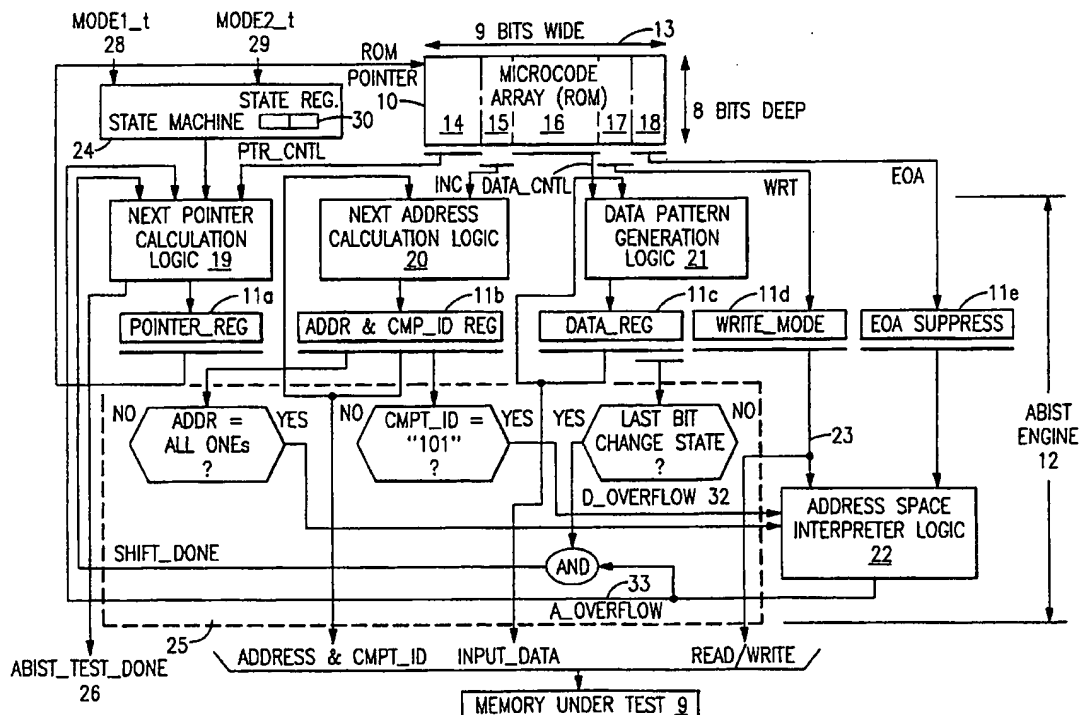 MODE1_t
28
MODE2_t
29
9 BITS WIDE
13
ROM
POINTER
10
MICROCODE
ARRAY (ROM)
14
15
16
17
18
8 BITS DEEP
STATE REG.
STATE MACHINE
30
24
PTR_CNTL
INC
DATA_CNTL
WRT
EOA
NEXT POINTER
CALCULATION
LOGIC 19
NEXT ADDRESS
CALCULATION LOGIC
20
DATA PATTERN
GENERATION
LOGIC 21
11a
POINTER_REG
11b
ADDR & CMP_ID REG
11c
DATA_REG
11d
WRITE_MODE
11e
EOA SUPPRESS
ABIST
ENGINE
12
NO
ADDR =
ALL ONEs
?
YES
NO
CMPT_ID =
"101"
?
YES
YES
LAST BIT
CHANGE STATE
?
NO
23
D_OVERFLOW 32
ADDRESS SPACE
INTERPRETER LOGIC
22
SHIFT_DONE
AND
33
A_OVERFLOW
25
ABIST_TEST_DONE
26
ADDRESS & CMPT_ID
INPUT_DATA
READ/WRITE
MEMORY UNDER TEST 9